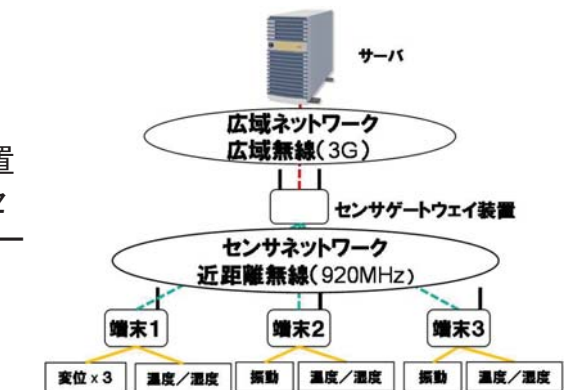 サーバ
広域ネットワーク
広域無線(3G)
置
センサゲートウェイ装置
センサネットワーク
近距離無線(920MHz)
端末1
端末2
端末3
変位×3
温度/湿度
振動
温度/湿度
振動
温度/湿度